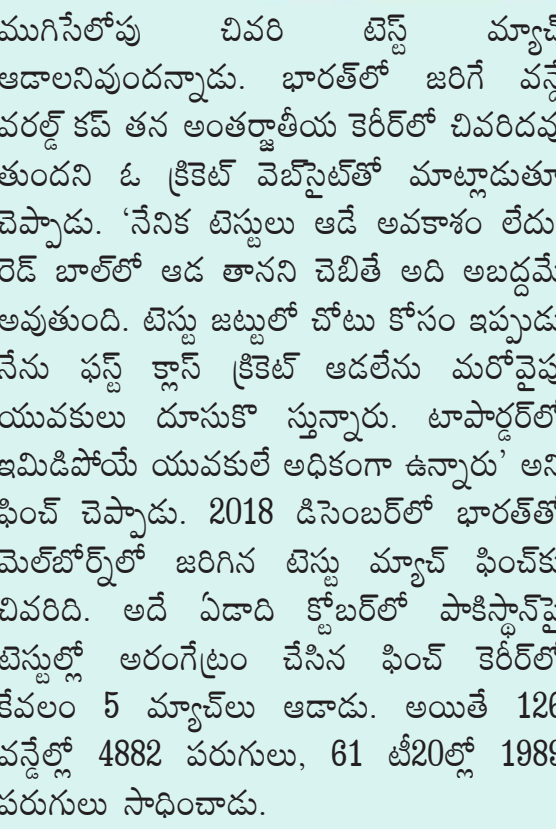 ముగిసేలోపు చివరి టెస్ట్ మ్యాచ్
ఆడాలనివుందన్నాడు. భారత్‌లో జరిగే వన్డే
వరల్డ్ కప్ తన అంతర్జాతీయ కెరీర్‌లో చివరిదవు
తుందని ఓ క్రికెట్ వెబ్‌సైట్‌తో మాట్లాడుతూ
చెప్పాడు. ‘నేనిక టెస్టులు ఆడే అవకాశం లేదు
రెడ్ బాల్‌లో ఆడ తానని చెబితే అది అబద్దమే
అవుతుంది. టెస్టు జట్టులో చోటు కోసం ఇప్పుడు
నేను ఫస్ట్ క్లాస్ క్రికెట్ ఆడలేను మరోవైపు
యువకులు దూసుకొ స్తున్నారు. టాపార్డర్‌లో
ఇమిడిపోయే యువకులే అధికంగా ఉన్నారు’ అని
ఫించ్ చెప్పాడు. 2018 డిసెంబర్‌లో భారత్‌తో
మెల్‌బోర్న్‌లో జరిగిన టెస్టు మ్యాచ్ ఫించ్‌కు
చివరిది. అదే ఏడాది క్టోబర్‌లో పాకిస్థాన్‌పై
టెస్టుల్లో అరంగేట్రం చేసిన ఫించ్ కెరీర్‌లో
కేవలం 5 మ్యాచ్‌లు ఆడాడు. అయితే 126
వన్డేల్లో 4882 పరుగులు, 61 టీ20ల్లో 1989
పరుగులు సాధించాడు.